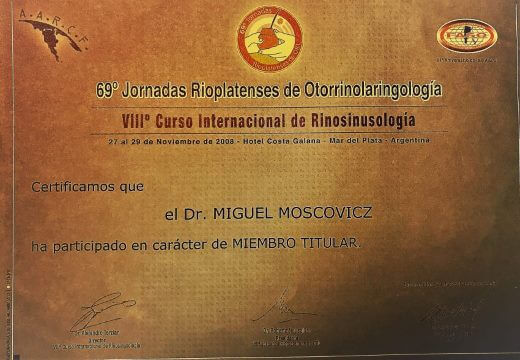 A.A.R.C.F.
69º Jornadas Rioplatenses de Otorrinolaringología
VIIIº Curso Internacional de Rinosinusología
27 al 29 de Noviembre de 2008 - Hotel Costa Galana - Mar del Plata - Argentina
Certificamos que
el Dr. MIGUEL MOSCOVICZ
ha participado en carácter de MIEMBRO TITULAR.
Director